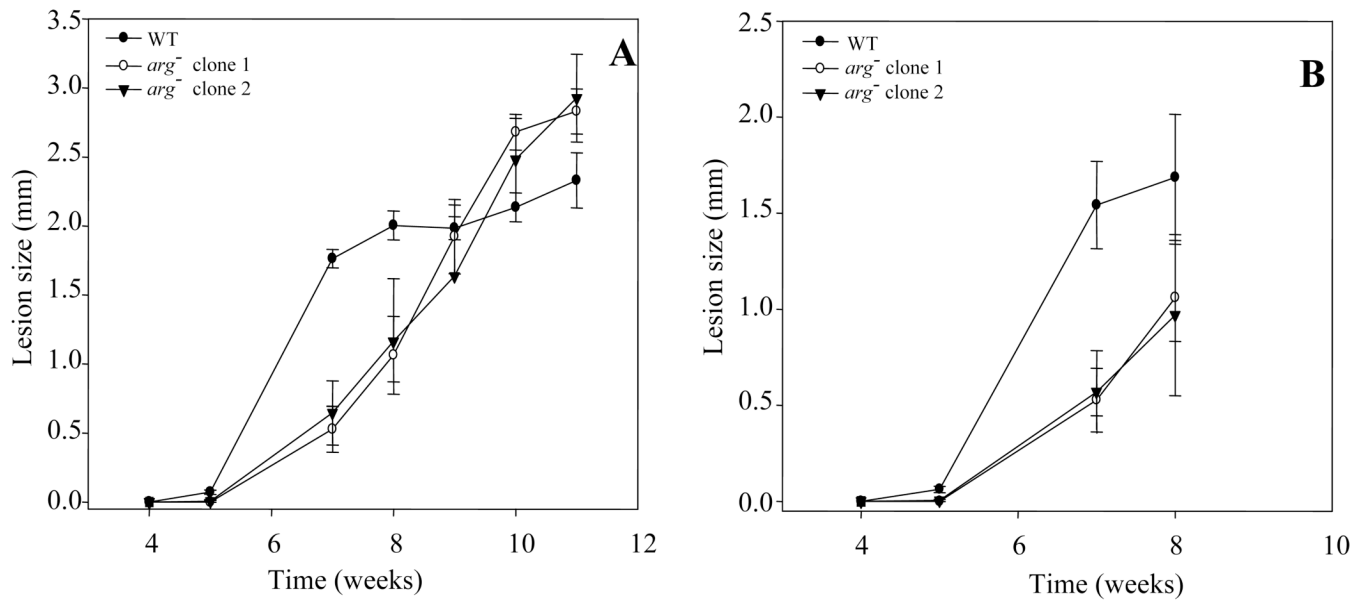 A
WT
arg- clone 1
arg- clone 2
3.5
3.0
2.5
2.0
1.5
1.0
0.5
0.0
Lesion size (mm)
4 6 8 10 12
Time (weeks)
B
WT
arg- clone 1
arg- clone 2
2.5
2.0
1.5
1.0
0.5
0.0
Lesion size (mm)
4 6 8 10
Time (weeks)